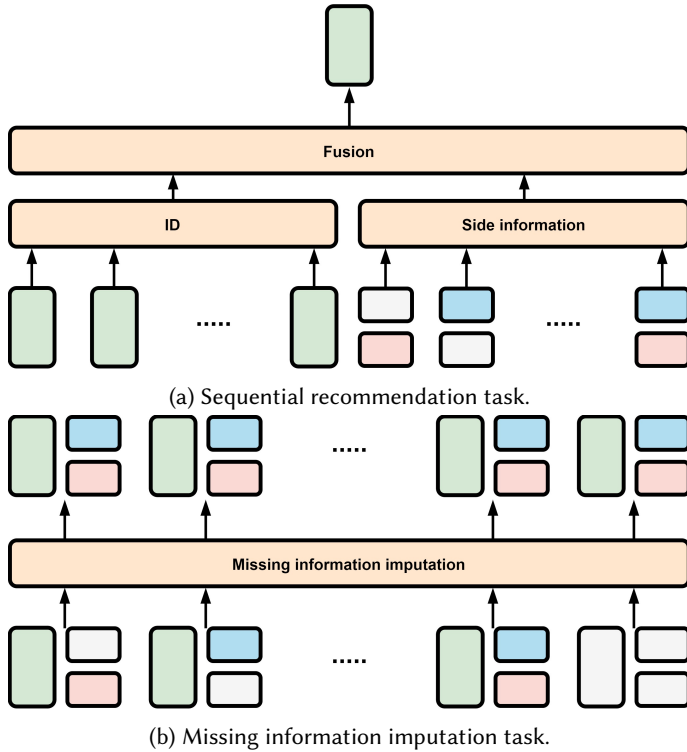 Fusion
ID
Side information
.....
.....
(a) Sequential recommendation task.
.....
Missing information imputation
.....
(b) Missing information imputation task.